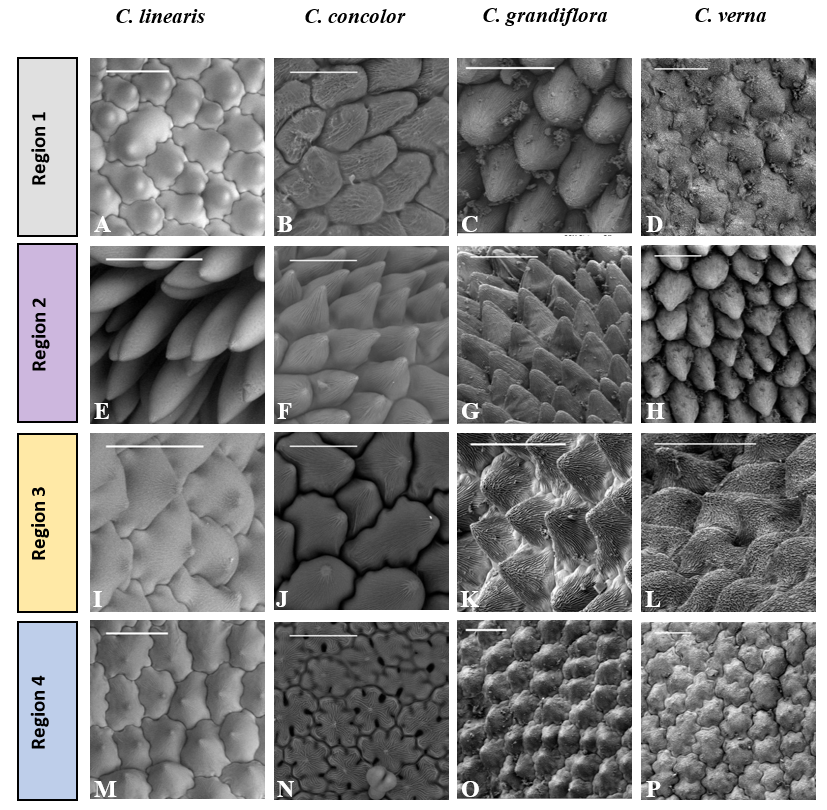 C. linearis C. concolor C. grandiflora C. verna
Region 1
A B C D
Region 2
E F G H
Region 3
I J K L
Region 4
M N O P